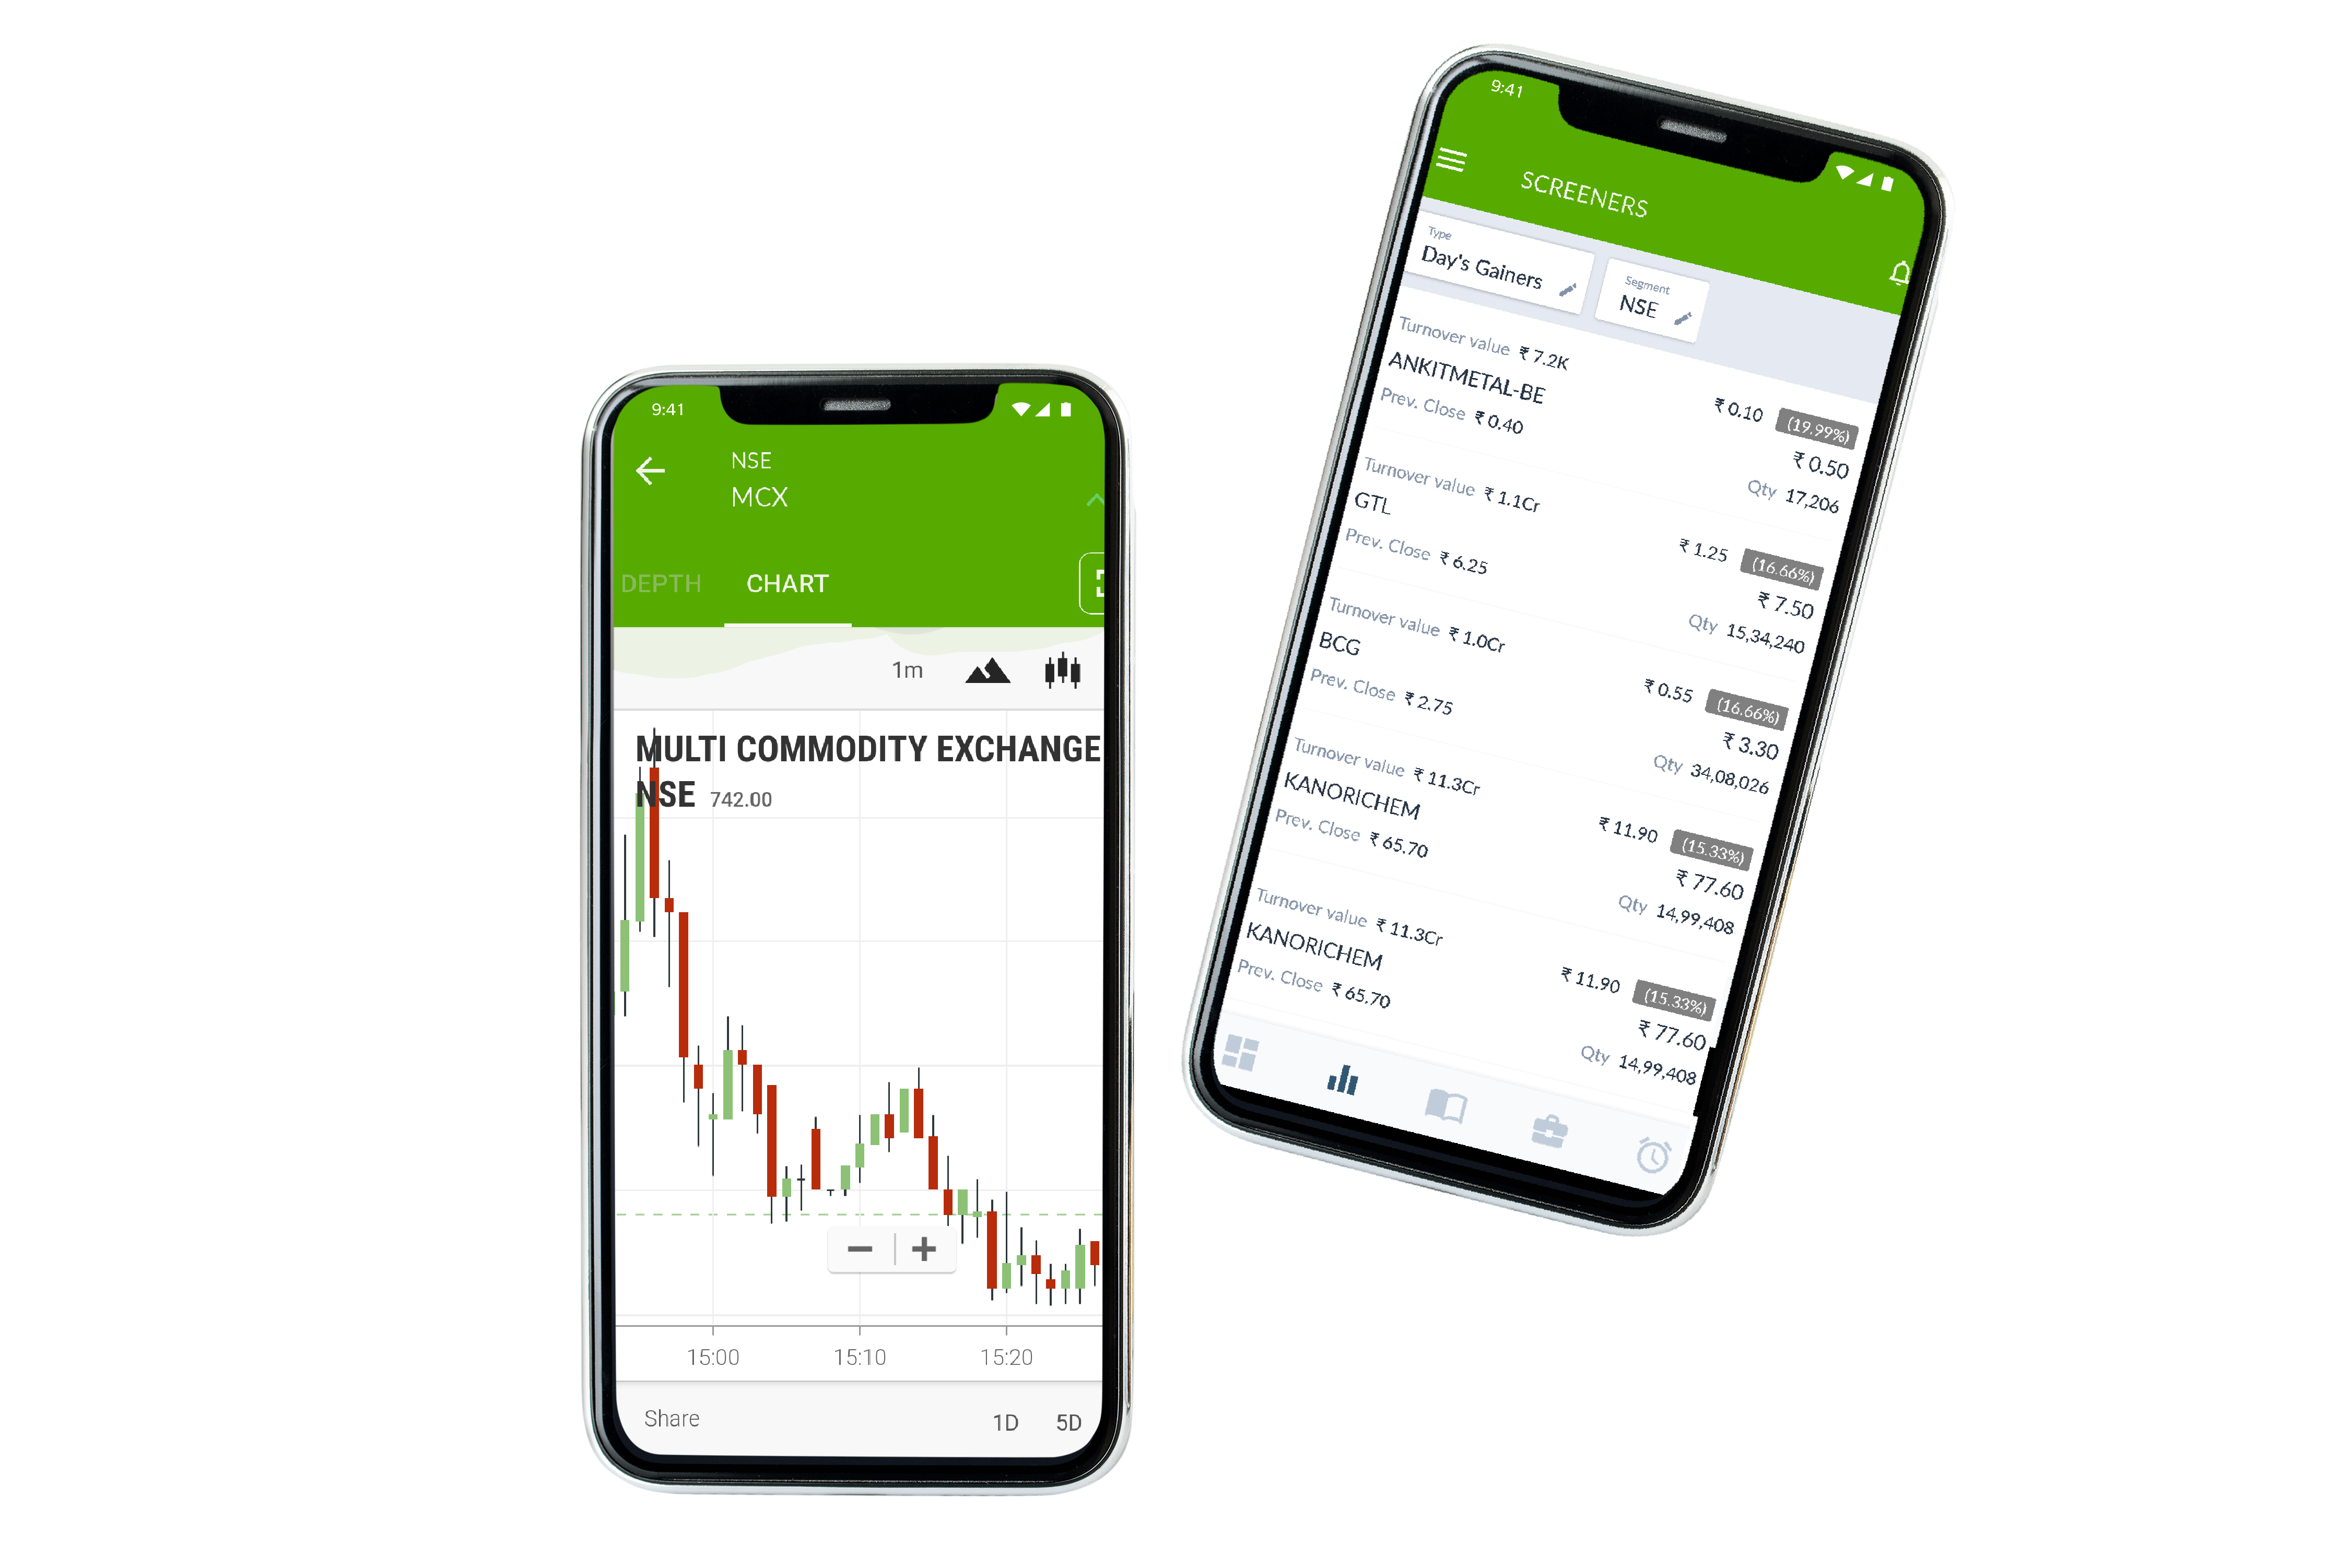 9:41
NSE
MCX
DEPTH CHART
1m
MULTI COMMODITY EXCHANGE
NSE 742.00
15:00 15:10 15:20
Share 1D 5D
9:41
SCREENERS
Type
Day's Gainers
Segment
NSE
Turnover value ₹ 7.2K
ANKITMETAL-BE
Prev. Close ₹ 0.40
₹ 0.10 (19.99%)
₹ 0.50
Qty 17,206
Turnover value ₹ 1.1Cr
GTL
Prev. Close ₹ 6.25
₹ 1.25 (16.66%)
₹ 7.50
Qty 15,34,240
Turnover value ₹ 1.0Cr
BCG
Prev. Close ₹ 2.75
₹ 0.55 (16.66%)
₹ 3.30
Qty 34,08,026
Turnover value ₹ 11.3Cr
KANORICHEM
Prev. Close ₹ 65.70
₹ 11.90 (15.33%)
₹ 77.60
Qty 14,99,408
Turnover value ₹ 11.3Cr
KANORICHEM
Prev. Close ₹ 65.70
₹ 11.90 (15.33%)
₹ 77.60
Qty 14,99,408